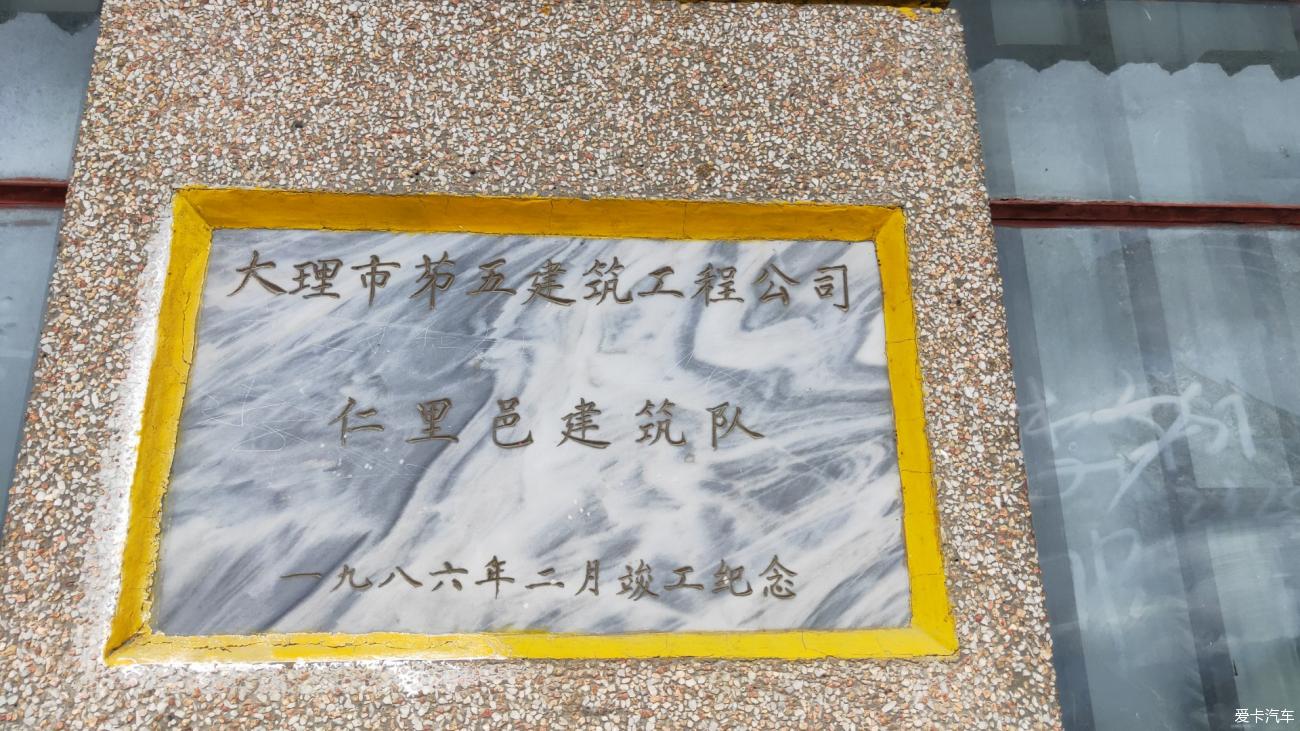 大理市苐五建筑工程公司
仁里邑建筑队
一九八六年二月竣工纪念
爱卡汽车